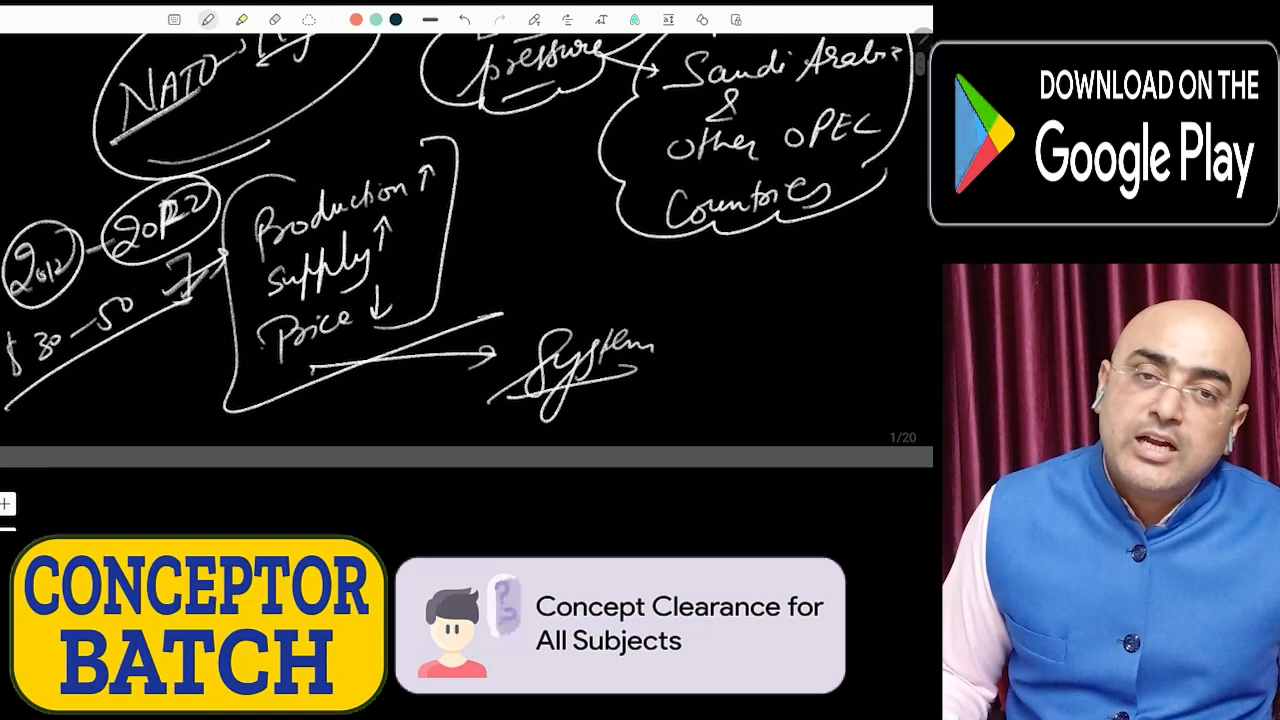 NATO
pressure
Saudi Arabia
&
other OPEC
Countries
2012 - 2022
$ 30-50
Production ↑
Supply ↑
Price ↓
System
1/20
DOWNLOAD ON THE
Google Play
CONCEPTOR
BATCH
Concept Clearance for
All Subjects